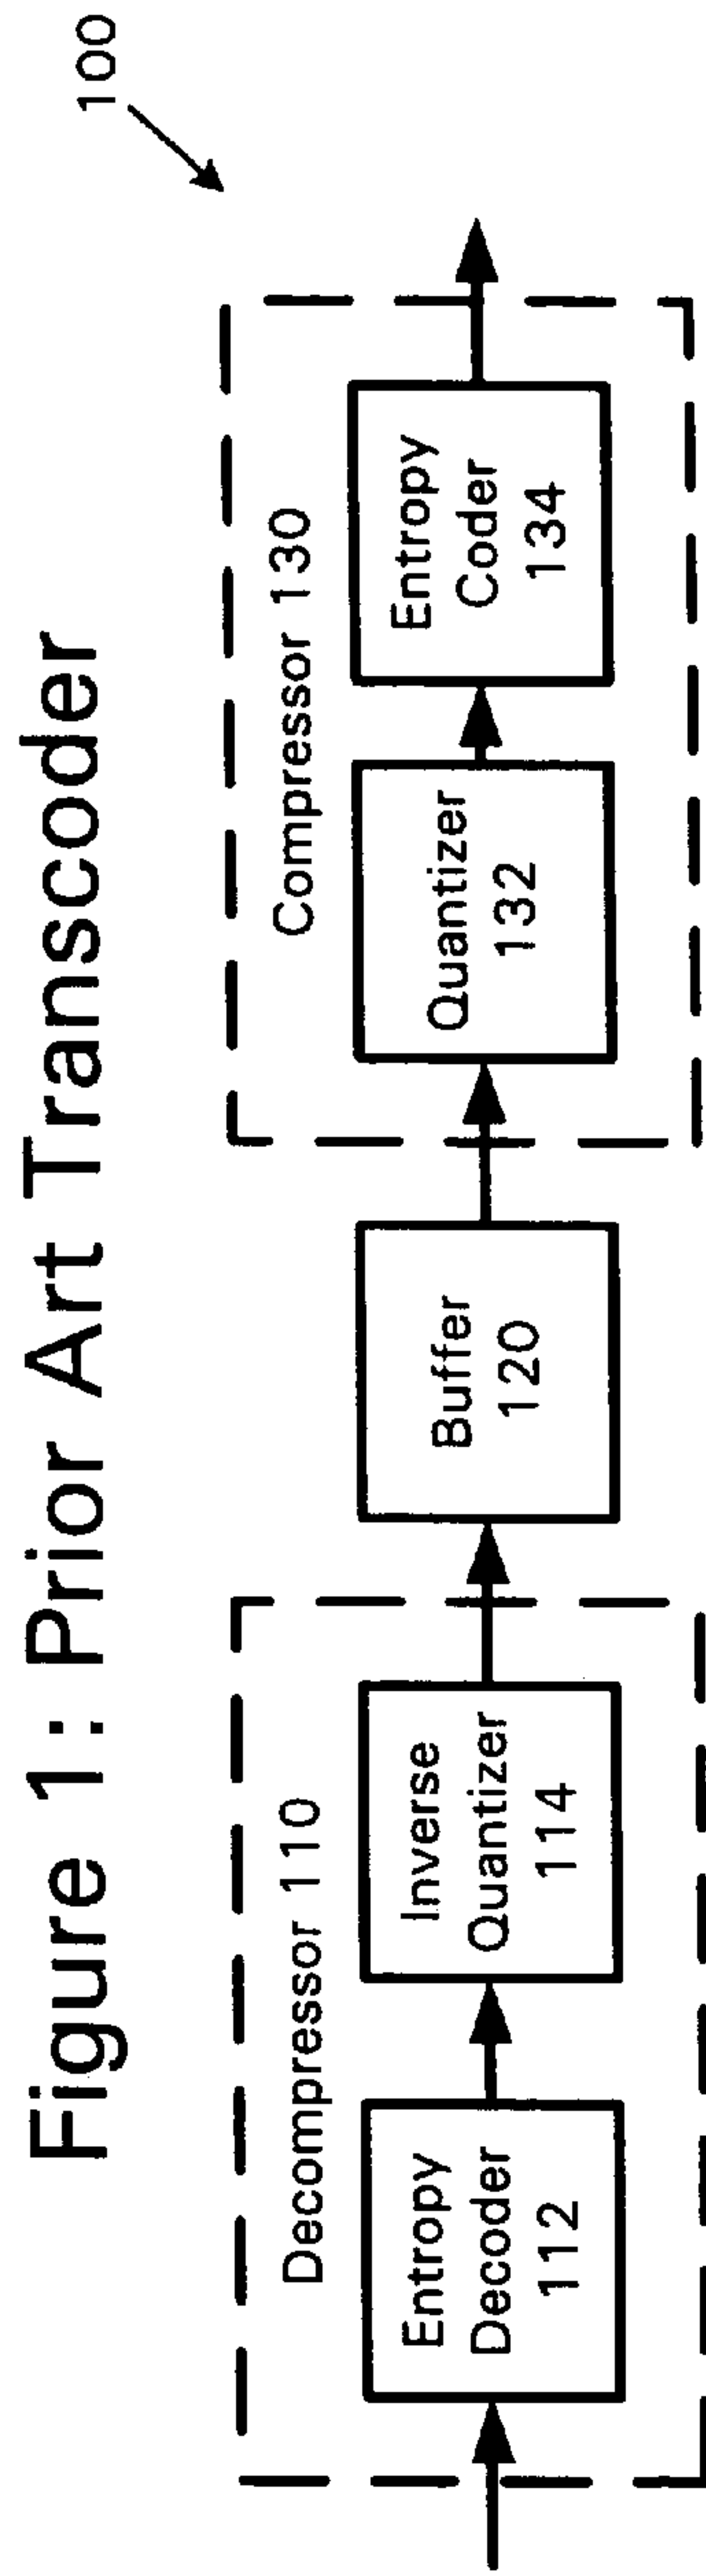 Figure 1: Prior Art Transcoder
100
Decompressor 110
Entropy
Decoder
112
Inverse
Quantizer
114
Buffer
120
Compressor 130
Quantizer
132
Entropy
Coder
134